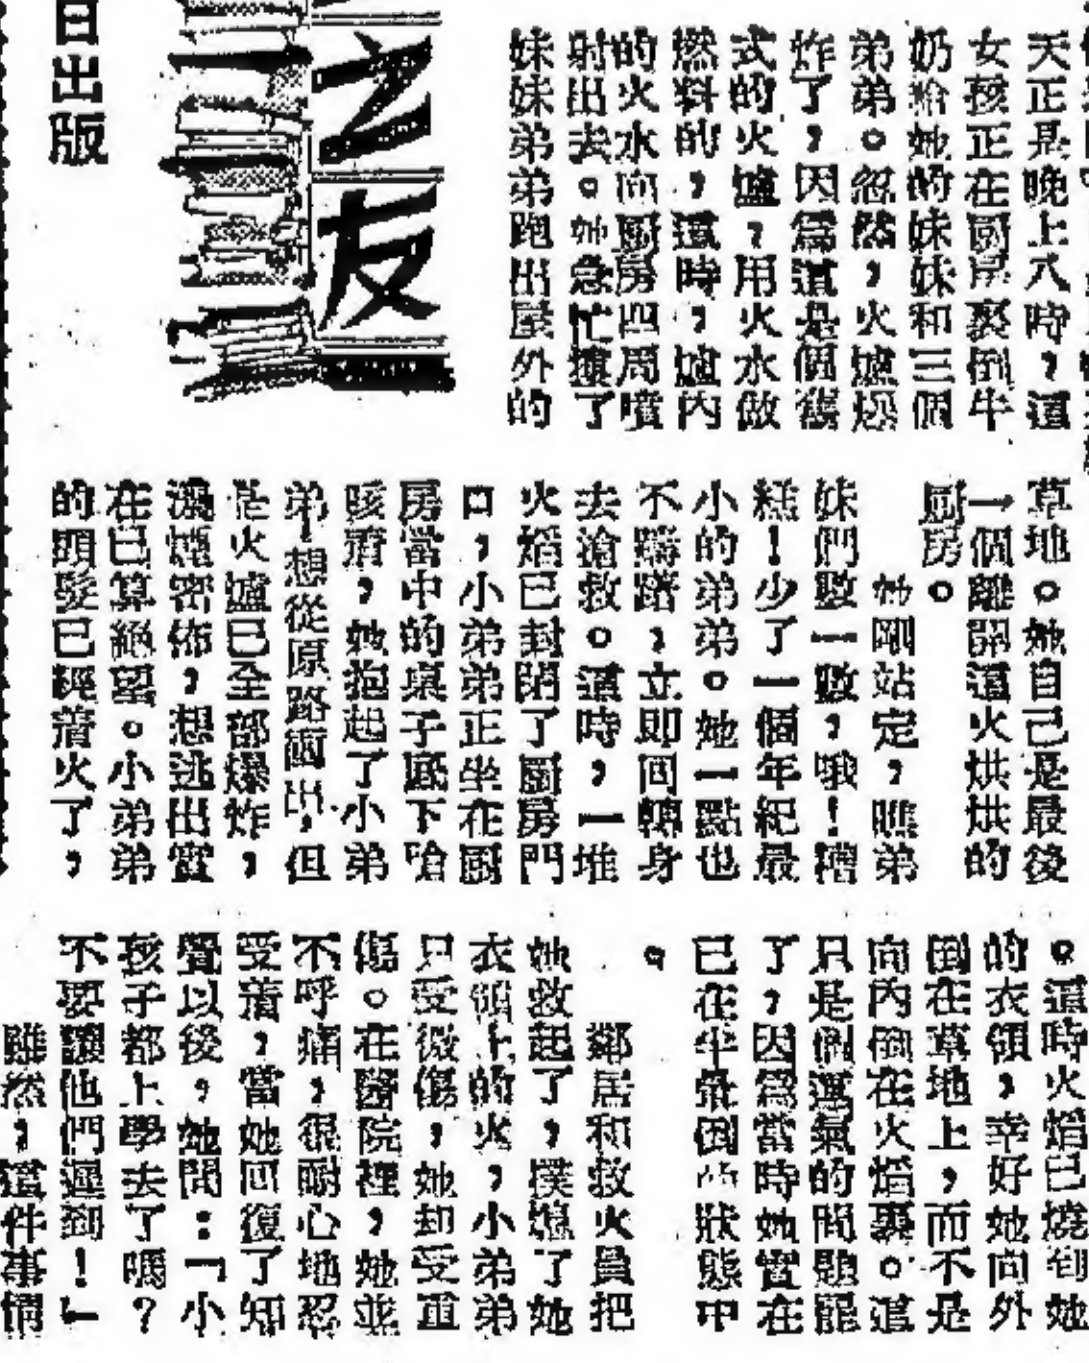 天正是晚上八時，這
女孩正在厨房裏倒牛
奶給她的妹妹和三個
弟弟。忽然，火爐爆
炸了，因爲這是個舊
式的火爐，用火水做
燃料的，這時，爐內
的火水向厨房四周噴
射出去。她急忙摟了
妹妹弟弟跑出屋外的
之友
日出版
草地。她自己是最後
一個離開這火烘烘的
厨房。
她剛站定，瞧弟
妹們數一數，哦！糟
糕！少了一個年紀最
小的弟弟。她一點也
不躊躇，立即回轉身
去搶救。這時，一堆
火焰已封閉了厨房門
口，小弟弟正坐在厨
房當中的桌子底下嗆
咳着，她抱起了小弟
弟想從原路衝出，但
是火爐已全部爆炸，
濃煙密佈，想逃出實
在已算絕望。小弟弟
的頭髮已經着火了，
。這時火焰已燒到她
的衣領，幸好她向外
倒在草地上，而不是
向內倒在火焰裏。這
只是個運氣的問題罷
了，因爲當時她實在
已在半暈倒的狀態中
。
鄰居和救火員把
她救起了，撲熄了她
衣領上的火，小弟弟
只受微傷，她却受重
傷。在醫院裡，她並
不呼痛，很耐心地忍
受着，當她回復了知
覺以後，她問：「小
孩子都上學去了嗎？
不要讓他們遲到！」
雖然，這件事情